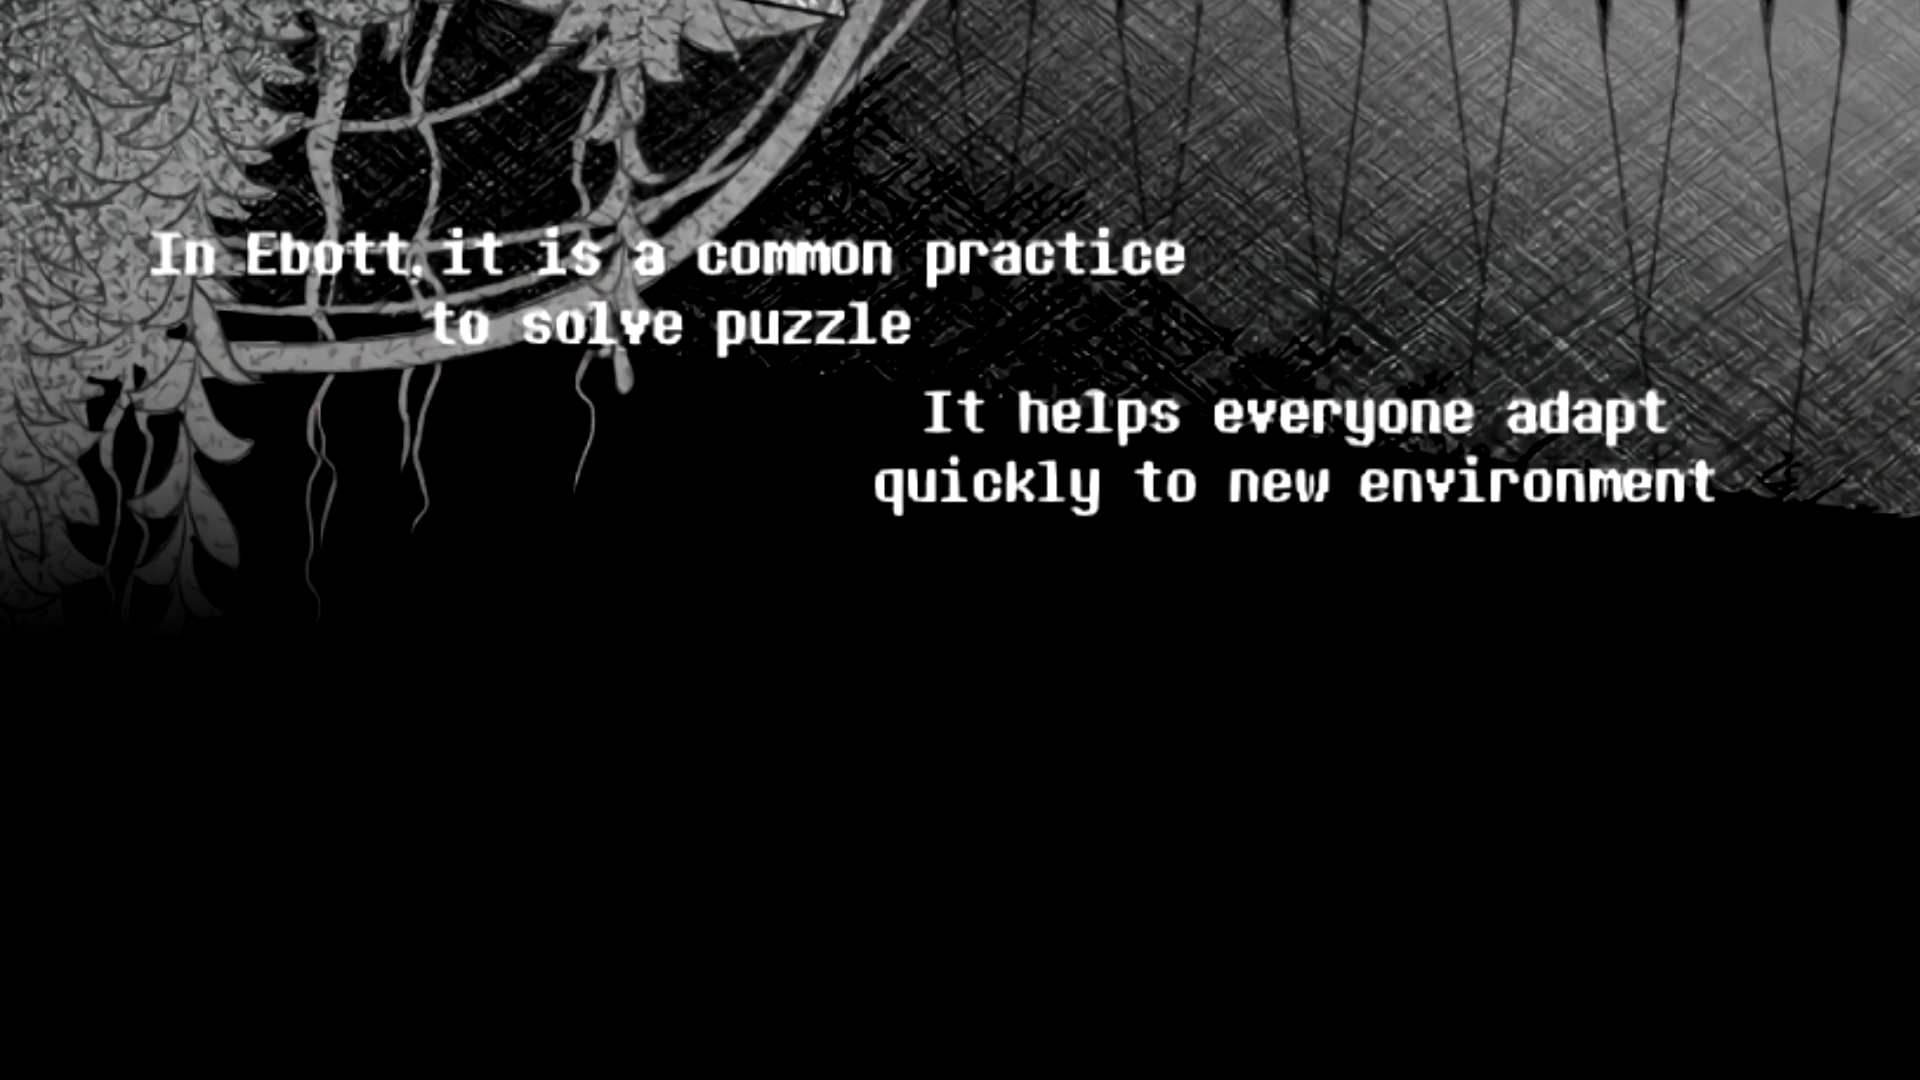 In Ebott,it is a common practice
to solve puzzle
It helps everyone adapt
quickly to new environment